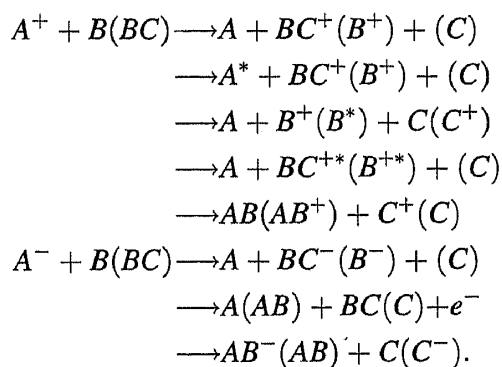 A⁺ + B(BC) ⟶ A + BC⁺(B⁺) + (C)
⟶ A* + BC⁺(B⁺) + (C)
⟶ A + B⁺(B*) + C(C⁺)
⟶ A + BC⁺*(B⁺*) + (C)
⟶ AB(AB⁺) + C⁺(C)
A⁻ + B(BC) ⟶ A + BC⁻(B⁻) + (C)
⟶ A(AB) + BC(C)+e⁻
⟶ AB⁻(AB) + C(C⁻).